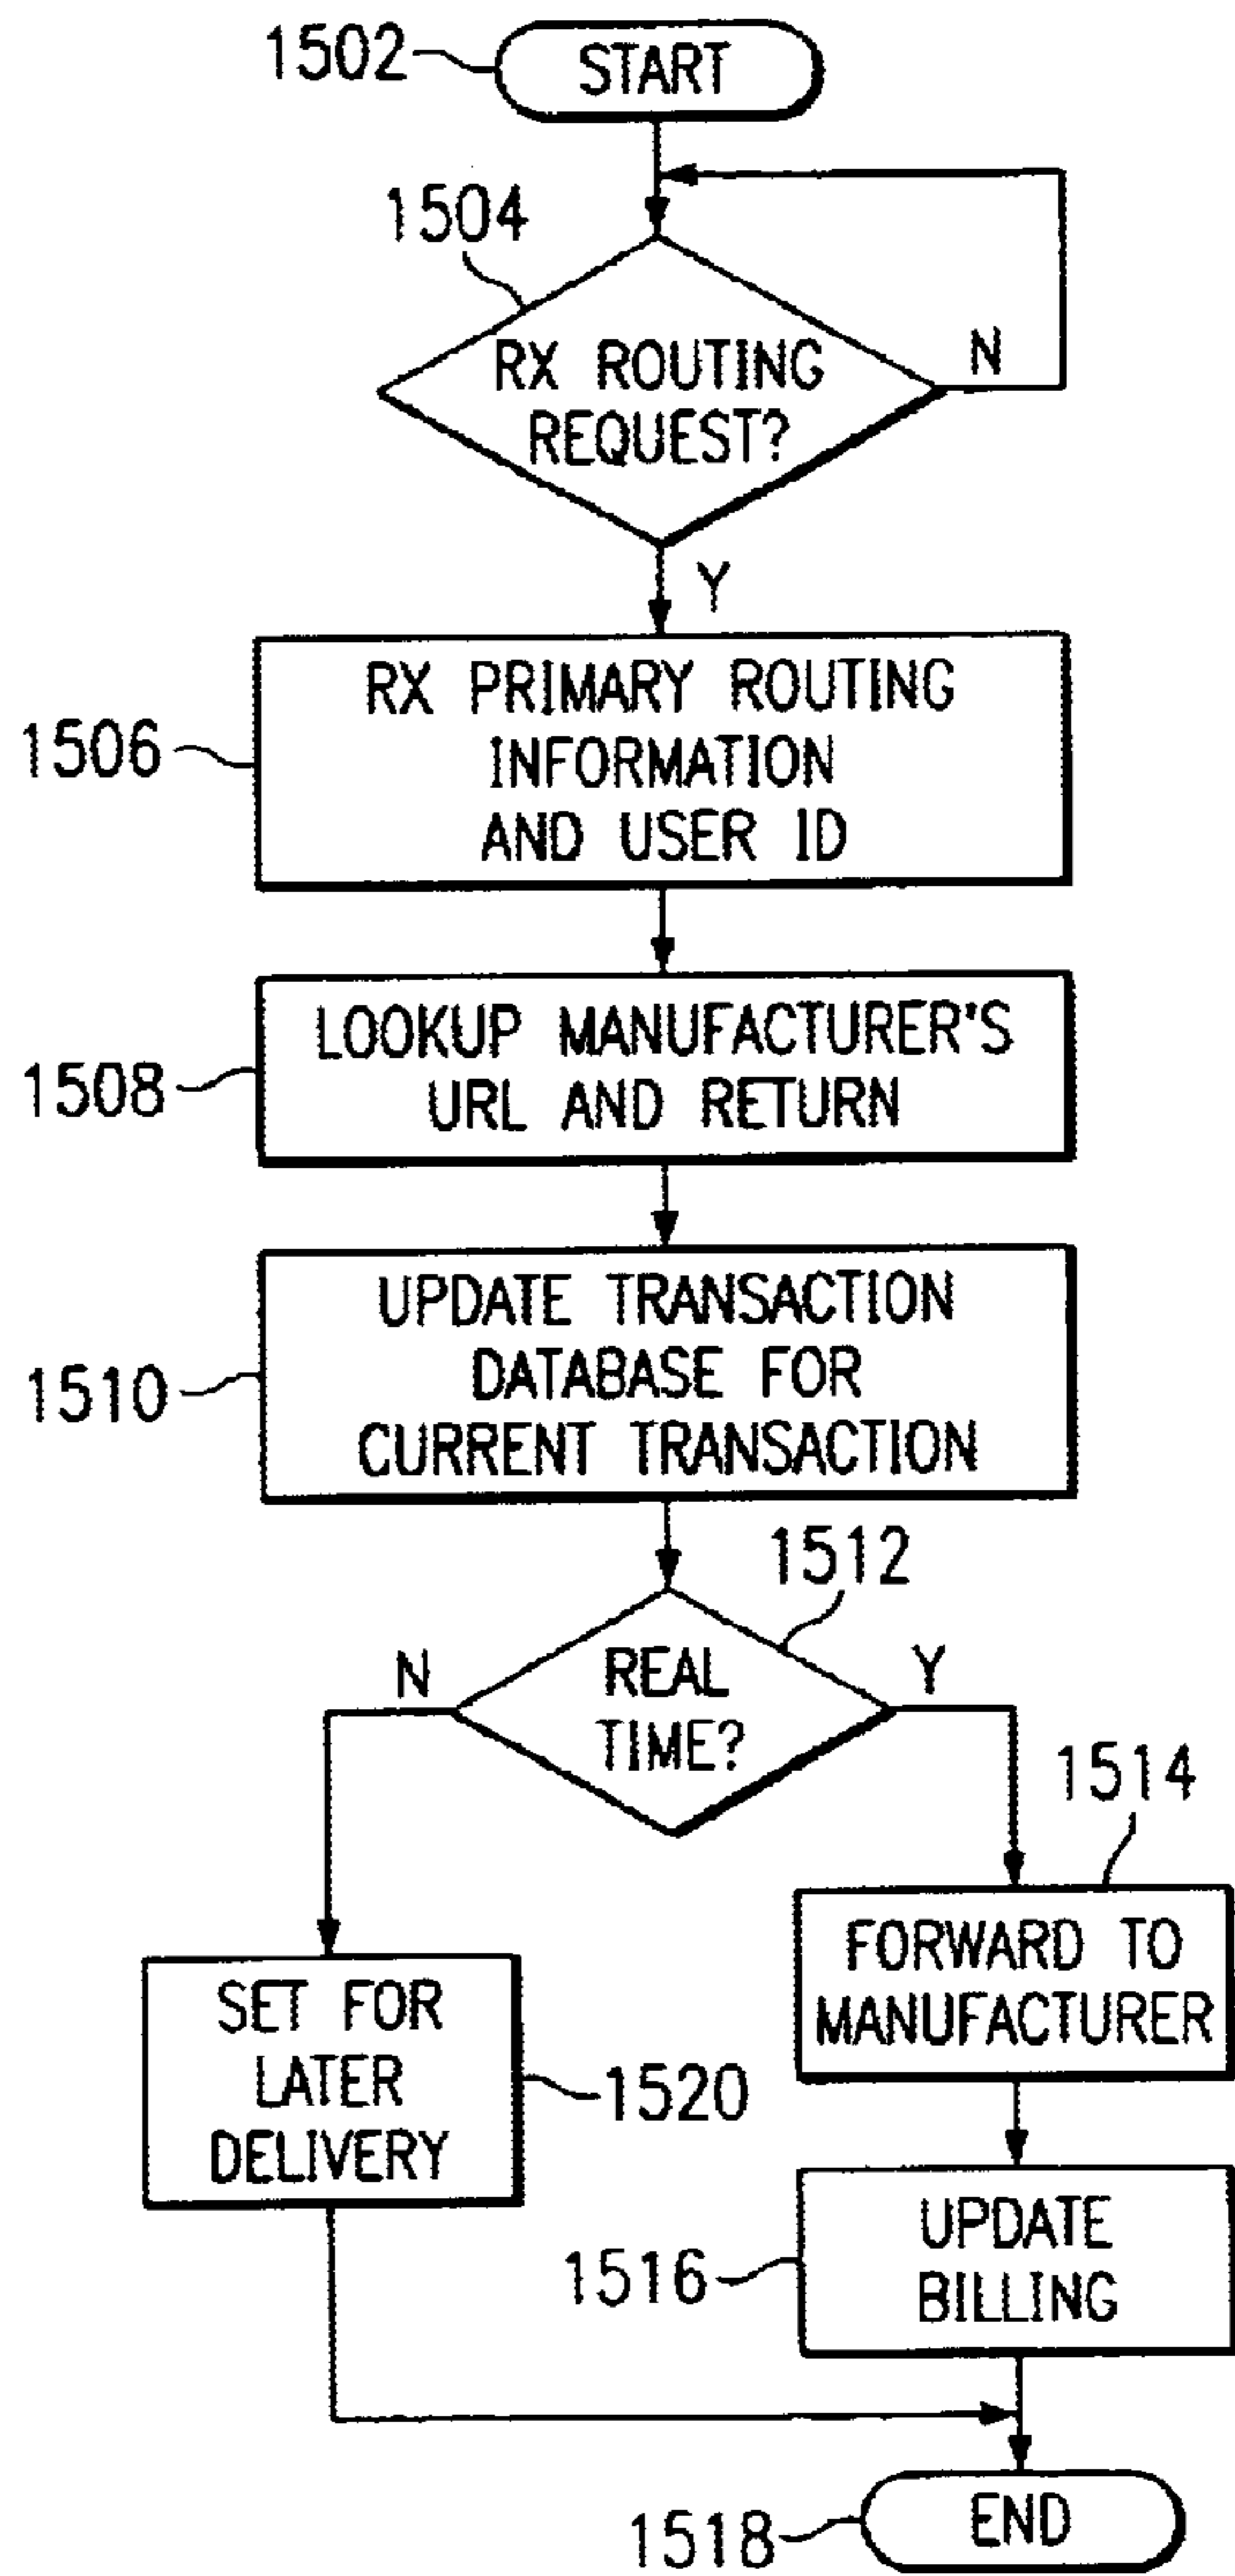 1502
START
1504
RX ROUTING
REQUEST?
N
Y
RX PRIMARY ROUTING
INFORMATION
AND USER ID
1506
LOOKUP MANUFACTURER'S
URL AND RETURN
1508
UPDATE TRANSACTION
DATABASE FOR
CURRENT TRANSACTION
1510
1512
N
REAL
TIME?
Y
1514
FORWARD TO
MANUFACTURER
SET FOR
LATER
DELIVERY
1520
UPDATE
BILLING
1516
END
1518